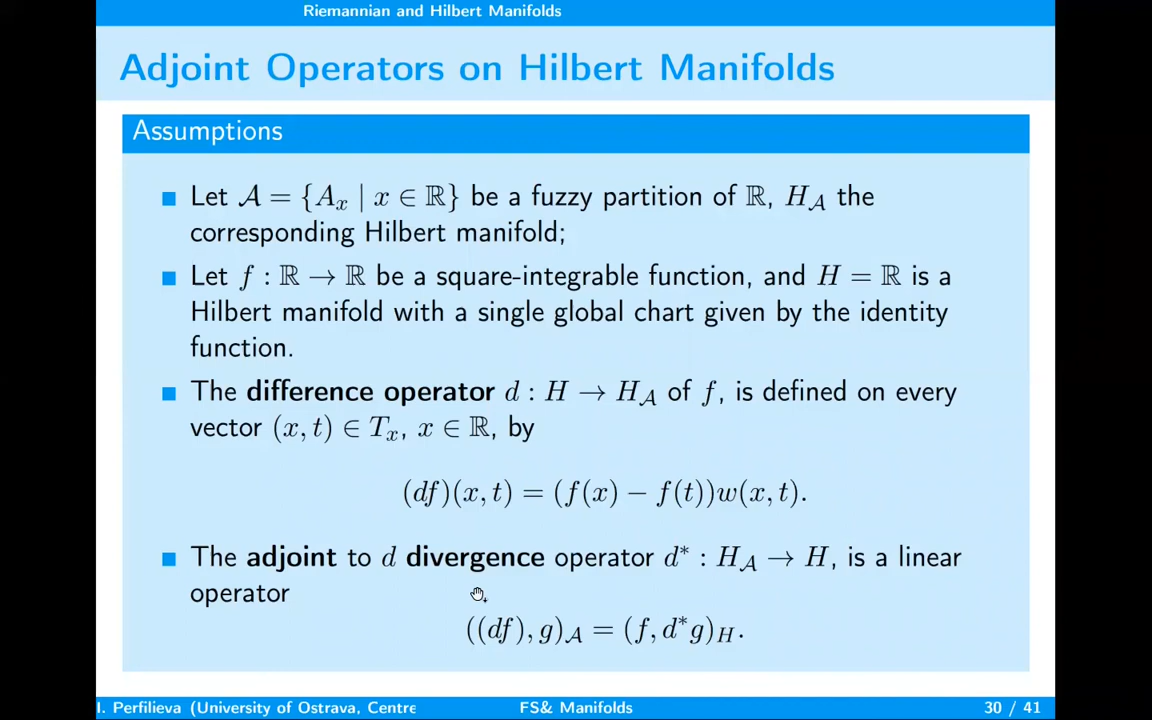 Riemannian and Hilbert Manifolds
Adjoint Operators on Hilbert Manifolds
Assumptions
Let 𝒜 = {Aₓ | x ∈ ℝ} be a fuzzy partition of ℝ, H_𝒜 the
corresponding Hilbert manifold;
Let f : ℝ → ℝ be a square-integrable function, and H = ℝ is a
Hilbert manifold with a single global chart given by the identity
function.
The difference operator d : H → H_𝒜 of f, is defined on every
vector (x, t) ∈ Tₓ, x ∈ ℝ, by
(df)(x, t) = (f(x) − f(t))w(x, t).
The adjoint to d divergence operator d* : H_𝒜 → H, is a linear
operator
((df), g)_𝒜 = (f, d*g)_H.
I. Perfilieva (University of Ostrava, Centre FS& Manifolds 30 / 41